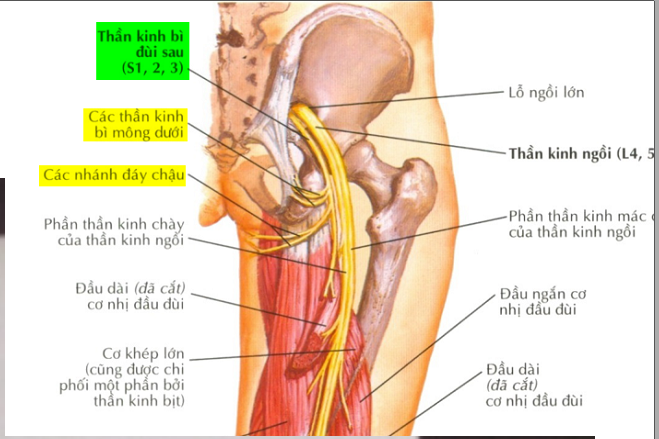 Thần kinh bì
đùi sau
(S1, 2, 3)
Các thần kinh
bì mông dưới
Các nhánh đáy chậu
Phần thần kinh chày
của thần kinh ngồi
Đầu dài (đã cắt)
cơ nhị đầu đùi
Cơ khép lớn
(cũng được chi
phối một phần bởi
thần kinh bịt)
Lỗ ngồi lớn
Thần kinh ngồi (L4, 5
Phần thần kinh mác c
của thần kinh ngồi
Đầu ngắn cơ
nhị đầu đùi
Đầu dài
(đã cắt)
cơ nhị đầu đùi